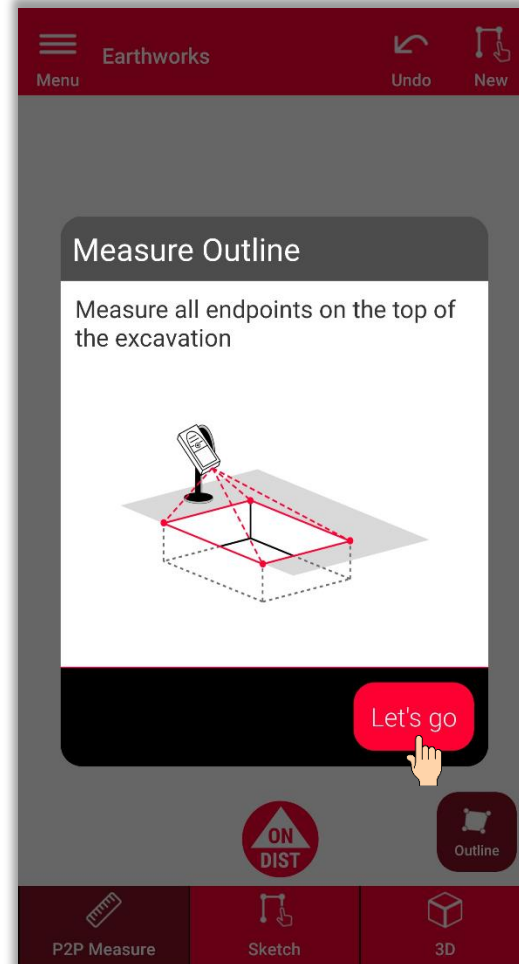 Earthworks
Menu
Undo
New
Measure Outline
Measure all endpoints on the top of
the excavation
Let's go
ON
DIST
Outline
P2P Measure
Sketch
3D